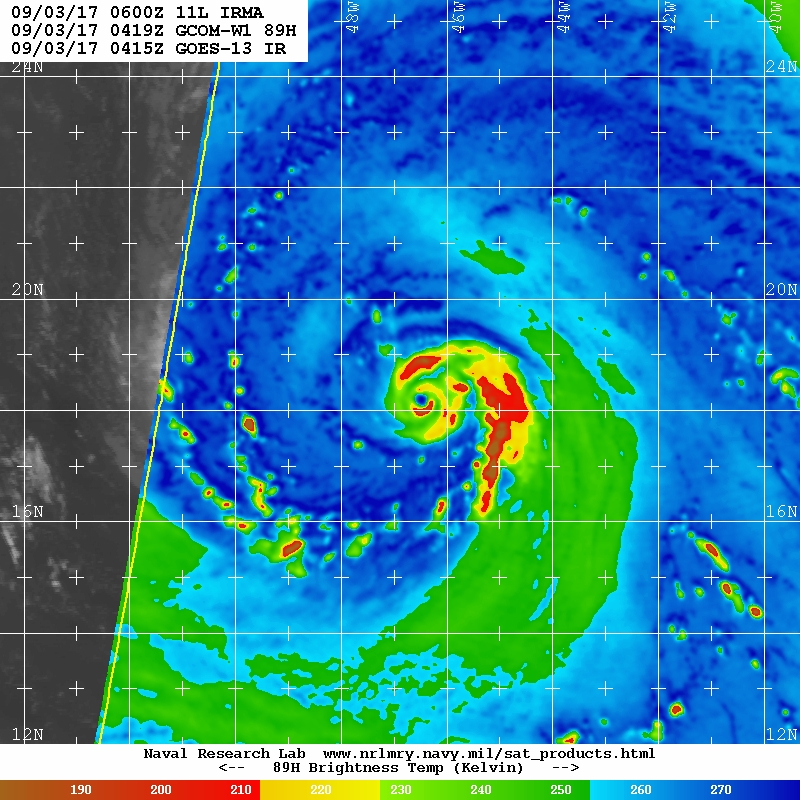 09/03/17 0600Z 11L IRMA
09/03/17 0419Z GCOM-W1 89H
09/03/17 0415Z GOES-13 IR
48W 46W 44W 42W 40W
24N 24N
20N 20N
16N 16N
12N 12N
Naval Research Lab www.nrlmry.navy.mil/sat_products.html
<-- 89H Brightness Temp (Kelvin) -->
190 200 210 220 230 240 250 260 270